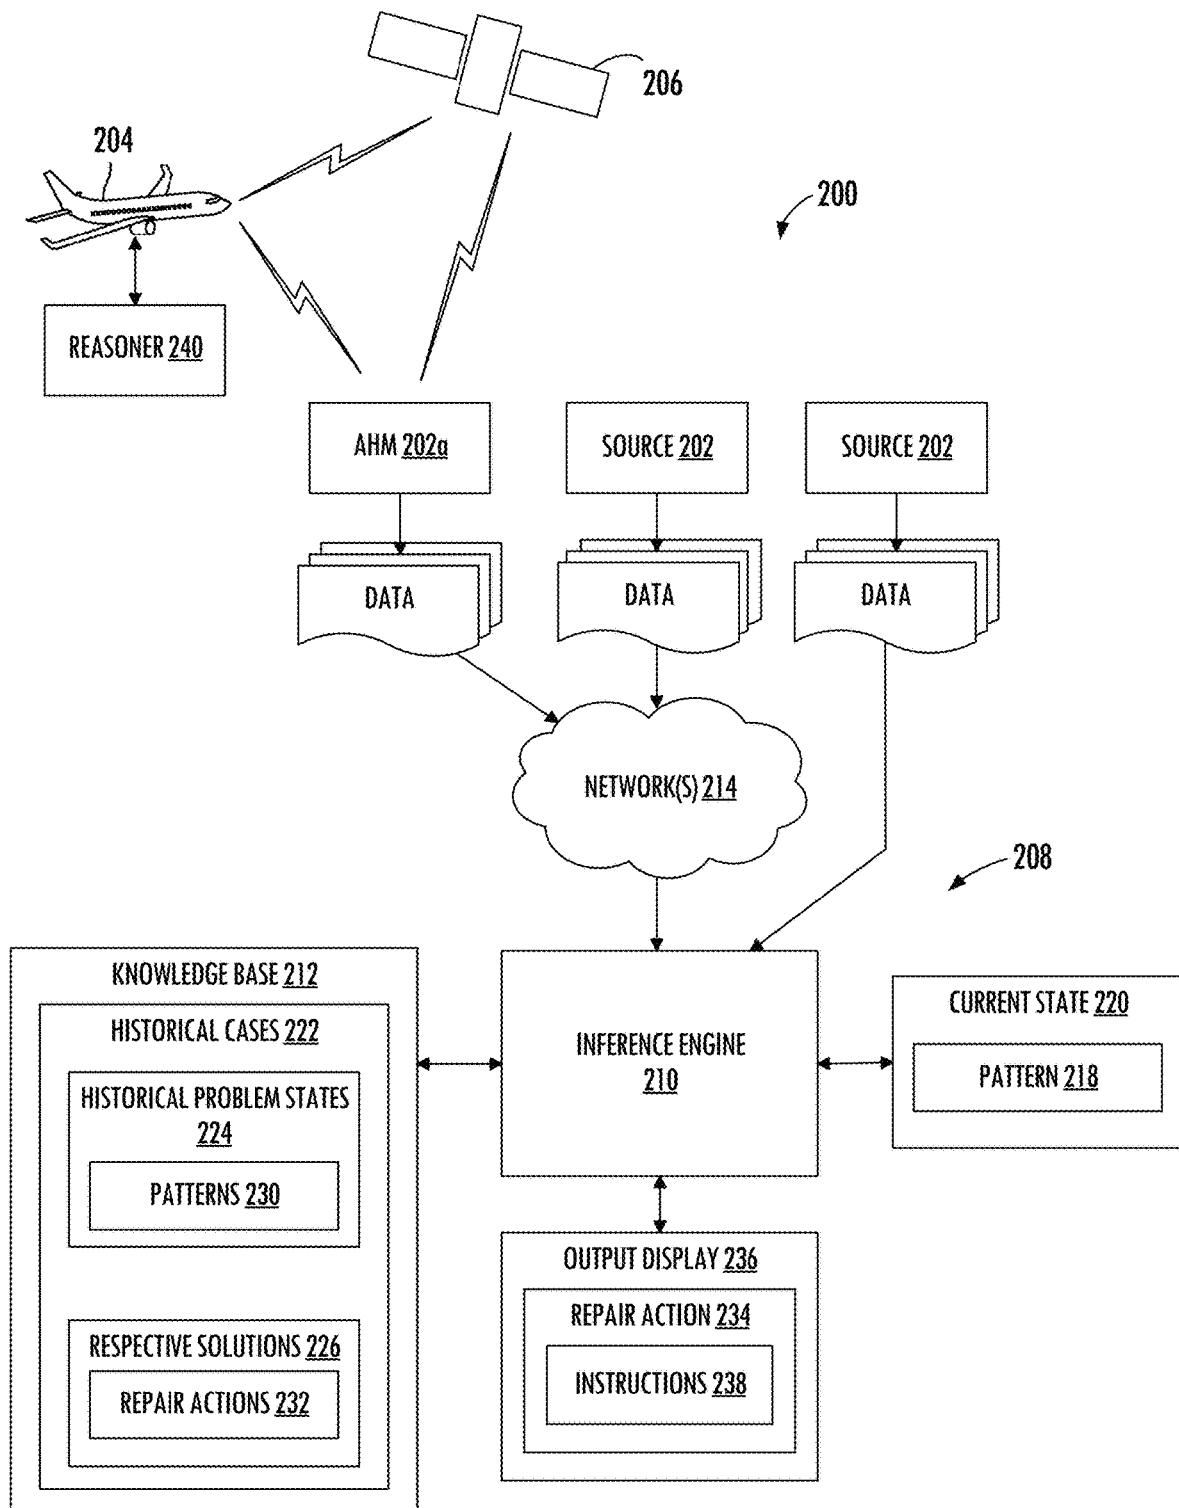 206
204
200
REASONER 240
AHM 202a
SOURCE 202
SOURCE 202
DATA
DATA
DATA
NETWORK(S) 214
208
KNOWLEDGE BASE 212
HISTORICAL CASES 222
HISTORICAL PROBLEM STATES
224
PATTERNS 230
RESPECTIVE SOLUTIONS 226
REPAIR ACTIONS 232
INFERENCE ENGINE
210
CURRENT STATE 220
PATTERN 218
OUTPUT DISPLAY 236
REPAIR ACTION 234
INSTRUCTIONS 238